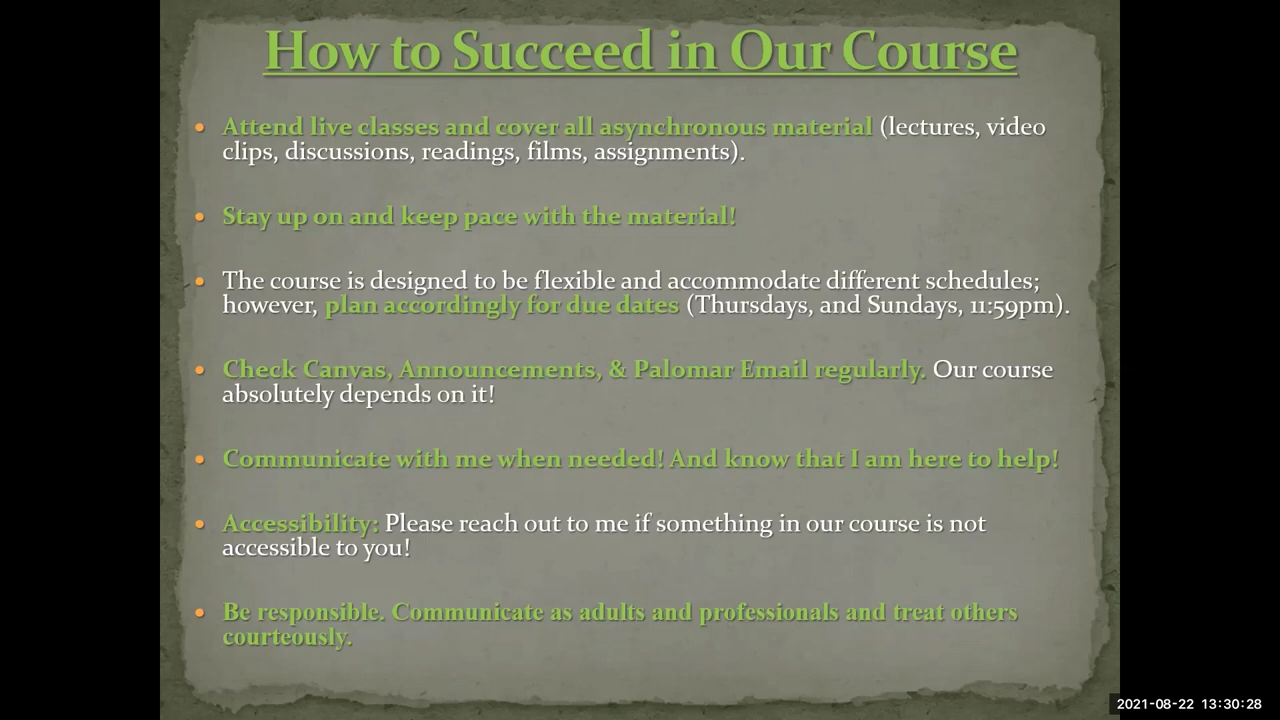 How to Succeed in Our Course
• Attend live classes and cover all asynchronous material (lectures, video
clips, discussions, readings, films, assignments).
• Stay up on and keep pace with the material!
• The course is designed to be flexible and accommodate different schedules;
however, plan accordingly for due dates (Thursdays, and Sundays, 11:59pm).
• Check Canvas, Announcements, & Palomar Email regularly. Our course
absolutely depends on it!
• Communicate with me when needed! And know that I am here to help!
• Accessibility: Please reach out to me if something in our course is not
accessible to you!
• Be responsible. Communicate as adults and professionals and treat others
courteously.
2021-08-22 13:30:28